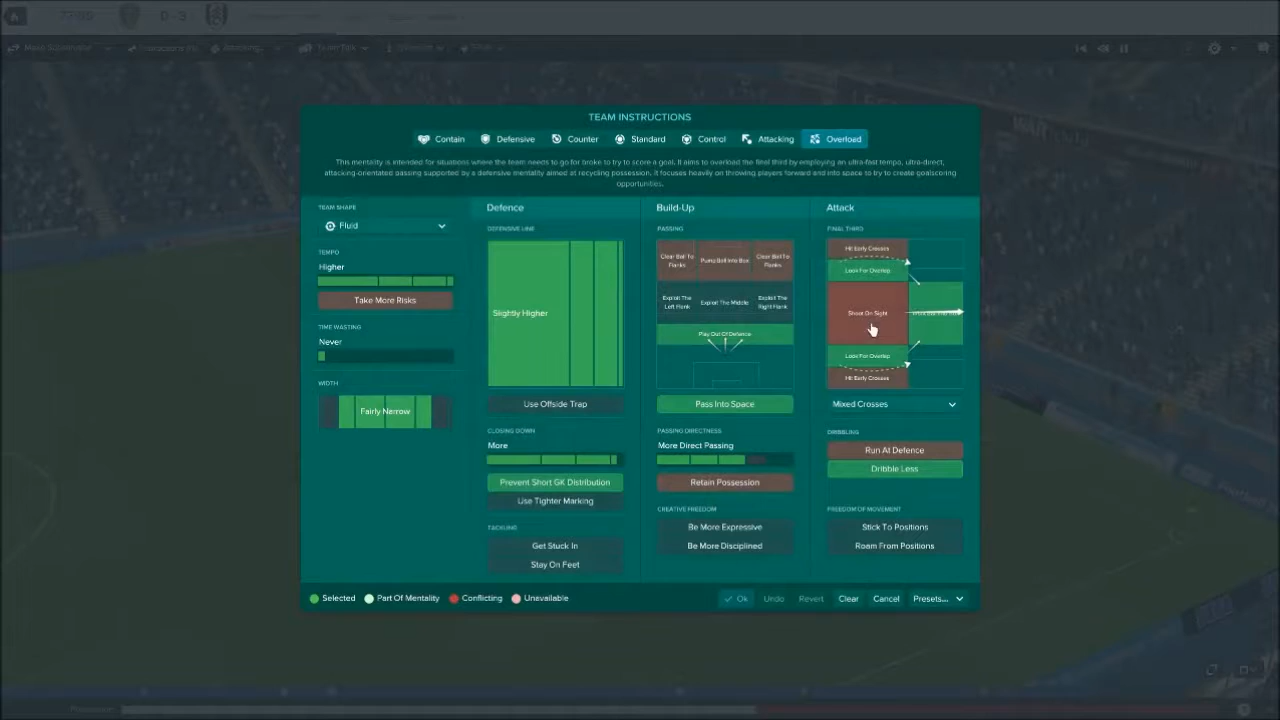 0 - 3
TEAM INSTRUCTIONS
Contain
Defensive
Counter
Standard
Control
Attacking
Overload
This mentality is intended for situations where the team needs to go for broke to try to score a goal. It aims to overload the final third by employing an ultra-fast tempo, ultra-direct,
attacking-orientated passing supported by a defensive mentality aimed at recycling possession. It focuses heavily on throwing players forward and into space to try to create goalscoring
opportunities.
TEAM SHAPE
Fluid
TEMPO
Higher
Take More Risks
TIME WASTING
Never
WIDTH
Fairly Narrow
Defence
DEFENSIVE LINE
Slightly Higher
Use Offside Trap
CLOSING DOWN
More
Prevent Short GK Distribution
Use Tighter Marking
TACKLING
Get Stuck In
Stay On Feet
Build-Up
PASSING
Clear Ball To
Flanks
Pump Ball Into Box
Clear Ball To
Flanks
Exploit The
Left Flank
Exploit The Middle
Exploit The
Right Flank
Play Out Of Defence
Pass Into Space
PASSING DIRECTNESS
More Direct Passing
Retain Possession
CREATIVE FREEDOM
Be More Expressive
Be More Disciplined
Attack
FINAL THIRD
Hit Early Crosses
Look For Overlap
Shoot On Sight
Look For Overlap
Hit Early Crosses
Mixed Crosses
DRIBBLING
Run At Defence
Dribble Less
FREEDOM OF MOVEMENT
Stick To Positions
Roam From Positions
Selected
Part Of Mentality
Conflicting
Unavailable
Ok
Undo
Revert
Clear
Cancel
Presets...